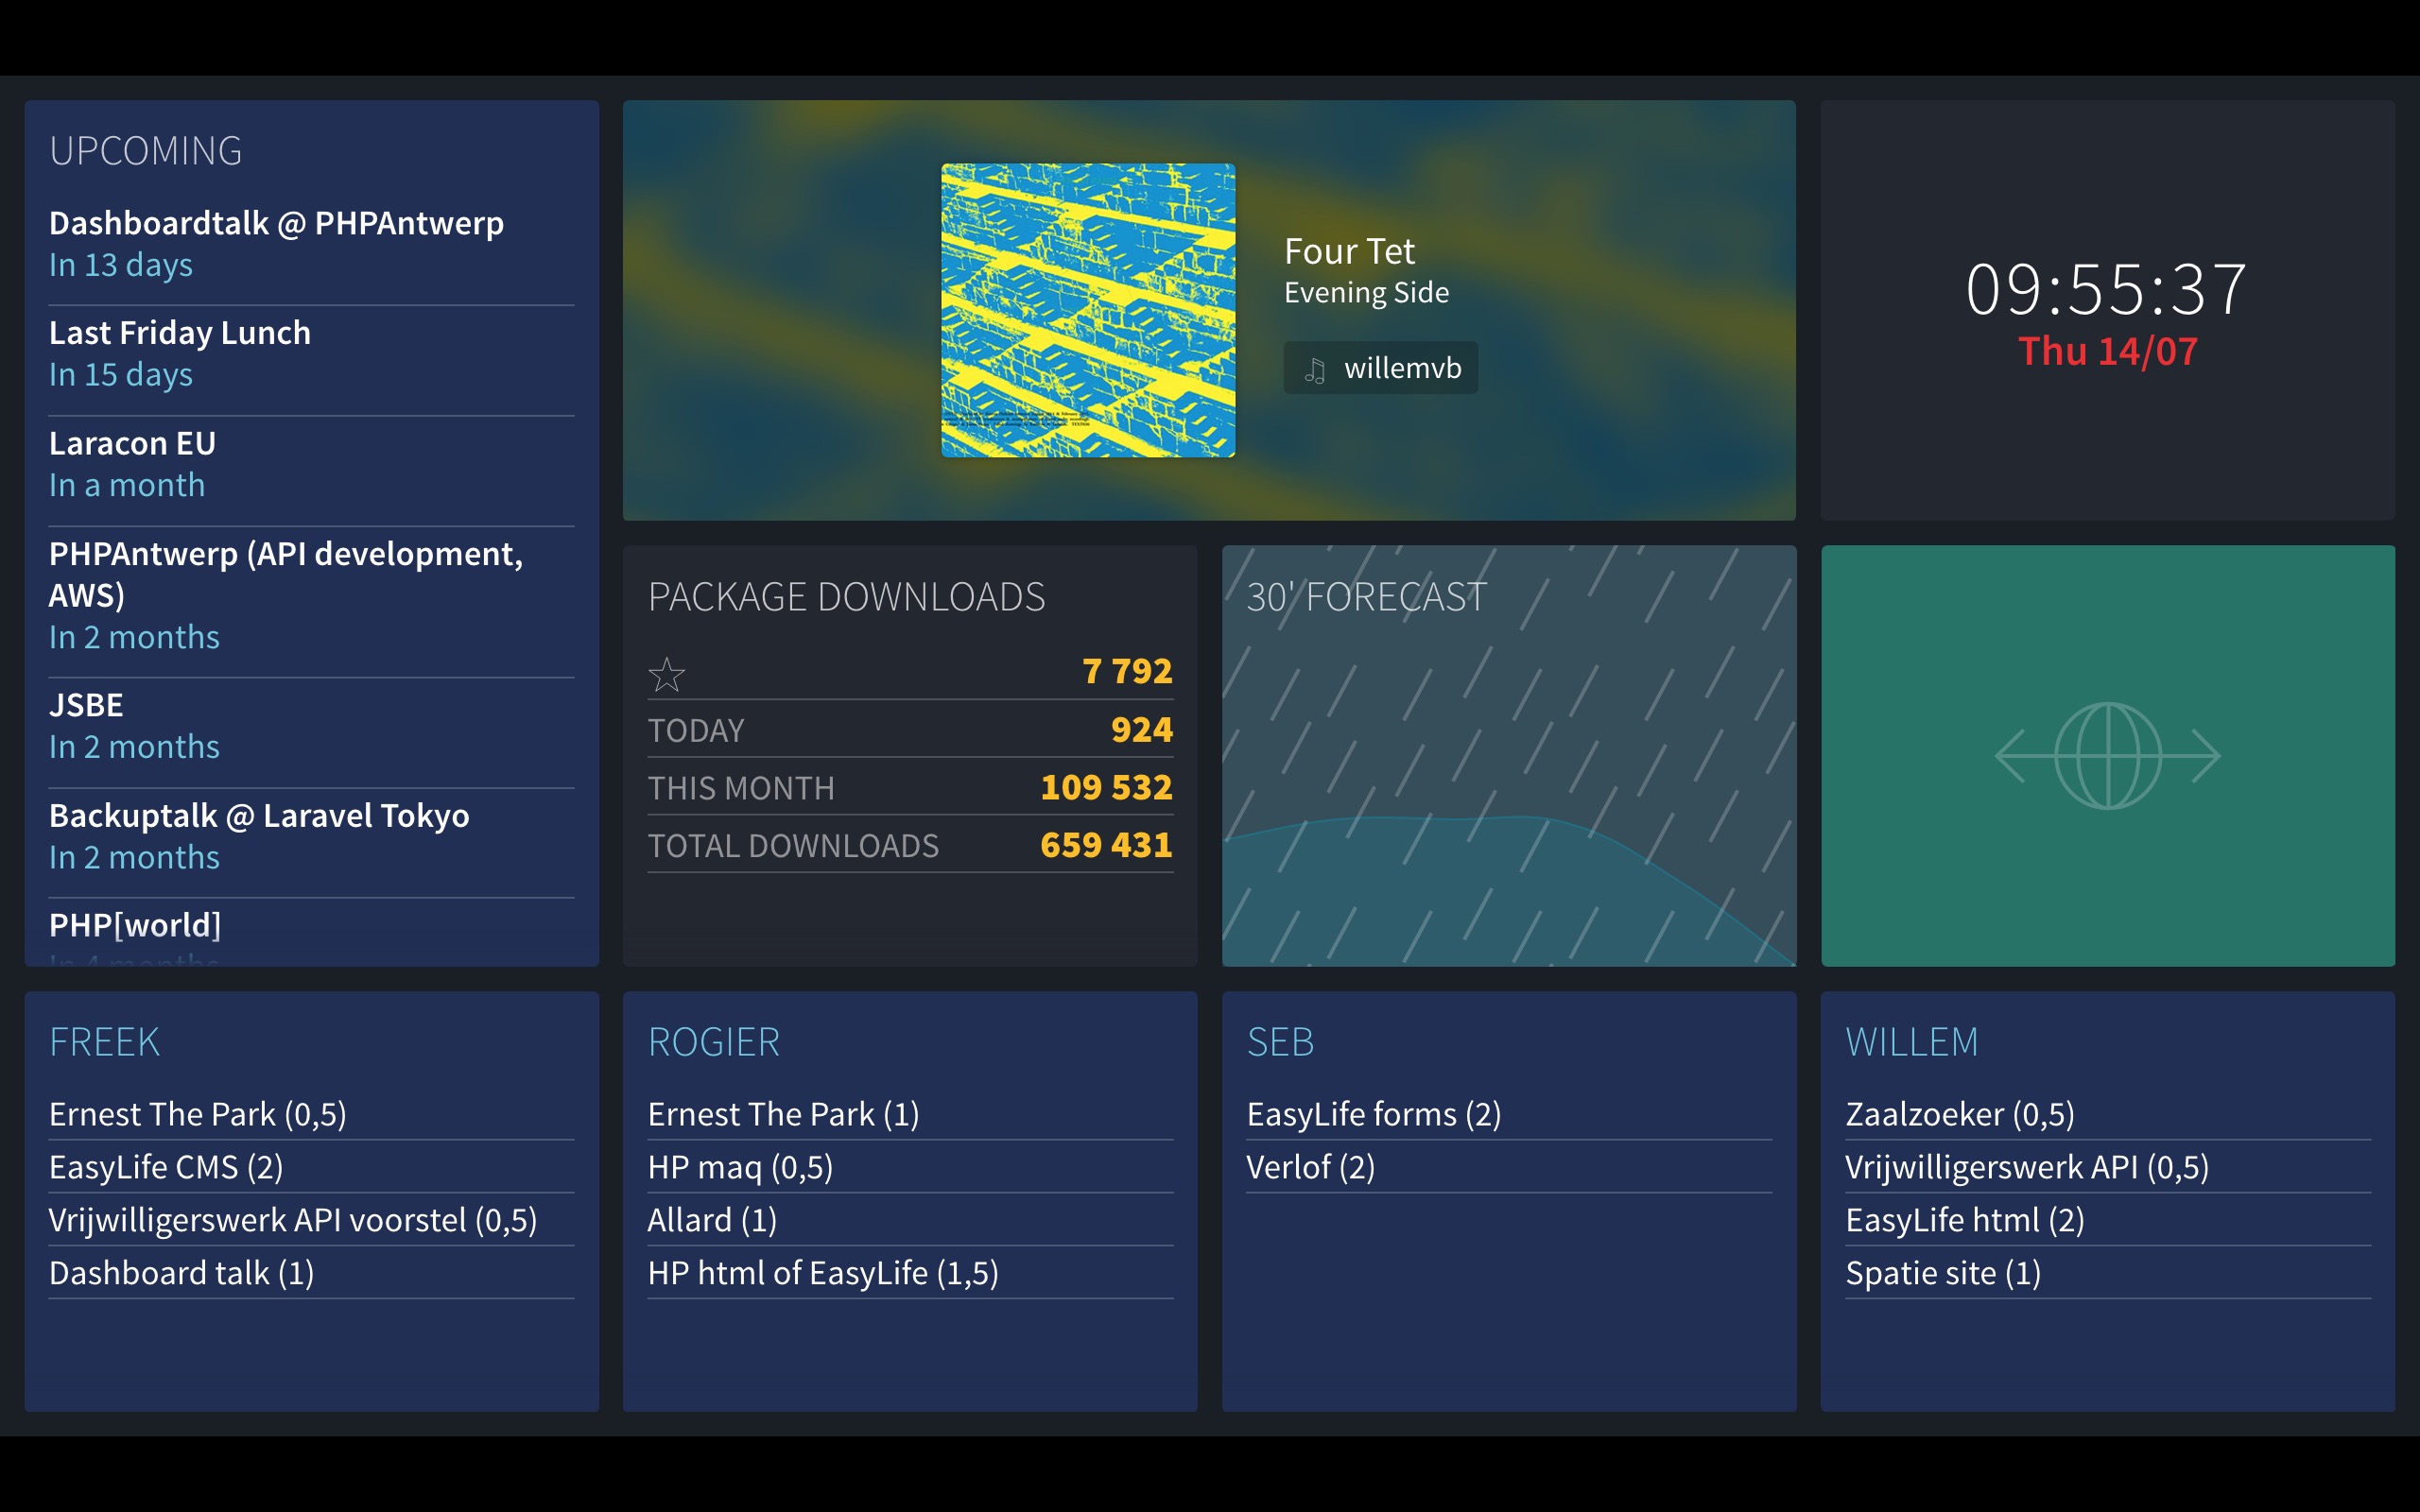 UPCOMING
Dashboardtalk @ PHPAntwerp
In 13 days
Last Friday Lunch
In 15 days
Laracon EU
In a month
PHPAntwerp (API development,
AWS)
In 2 months
JSBE
In 2 months
Backuptalk @ Laravel Tokyo
In 2 months
PHP[world]
In 4 months
Four Tet
Evening Side
willemvb
09:55:37
Thu 14/07
PACKAGE DOWNLOADS
7 792
TODAY 924
THIS MONTH 109 532
TOTAL DOWNLOADS 659 431
30' FORECAST
FREEK
Ernest The Park (0,5)
EasyLife CMS (2)
Vrijwilligerswerk API voorstel (0,5)
Dashboard talk (1)
ROGIER
Ernest The Park (1)
HP maq (0,5)
Allard (1)
HP html of EasyLife (1,5)
SEB
EasyLife forms (2)
Verlof (2)
WILLEM
Zaalzoeker (0,5)
Vrijwilligerswerk API (0,5)
EasyLife html (2)
Spatie site (1)